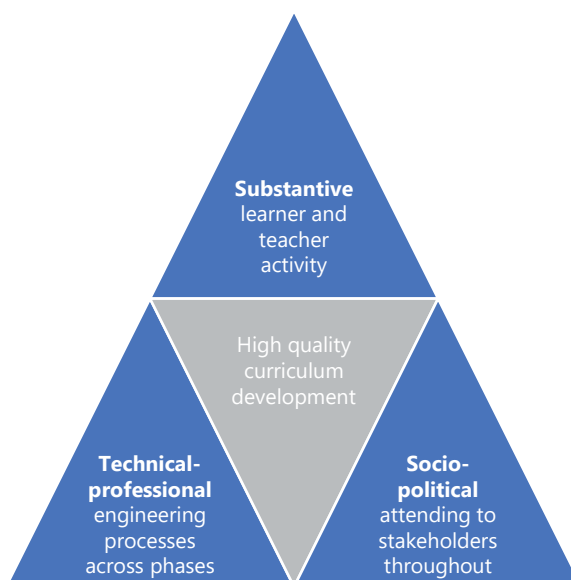 Substantive
learner and
teacher
activity
High quality
curriculum
development
Technical-
professional
engineering
processes
across phases
Socio-
political
attending to
stakeholders
throughout